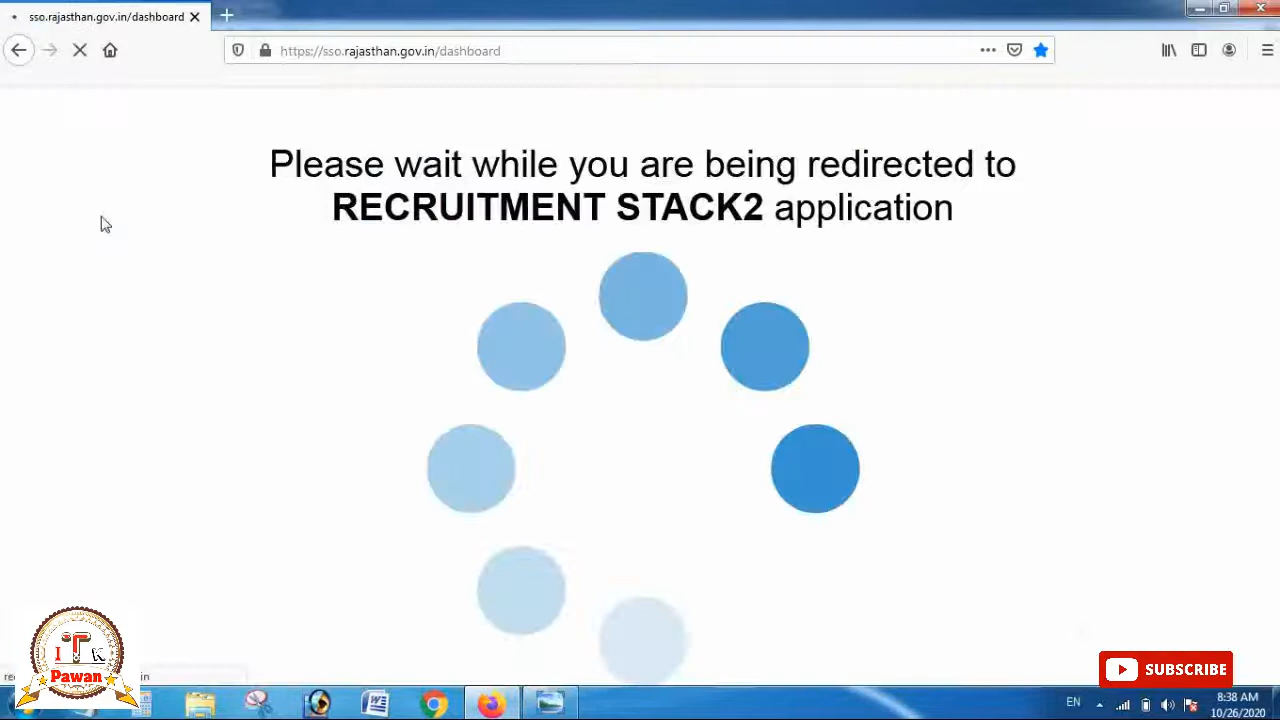 sso.rajasthan.gov.in/dashboard
https://sso.rajasthan.gov.in/dashboard
Please wait while you are being redirected to
RECRUITMENT STACK2 application
I T K
Pawan
SUBSCRIBE
EN
8:38 AM
10/26/2020